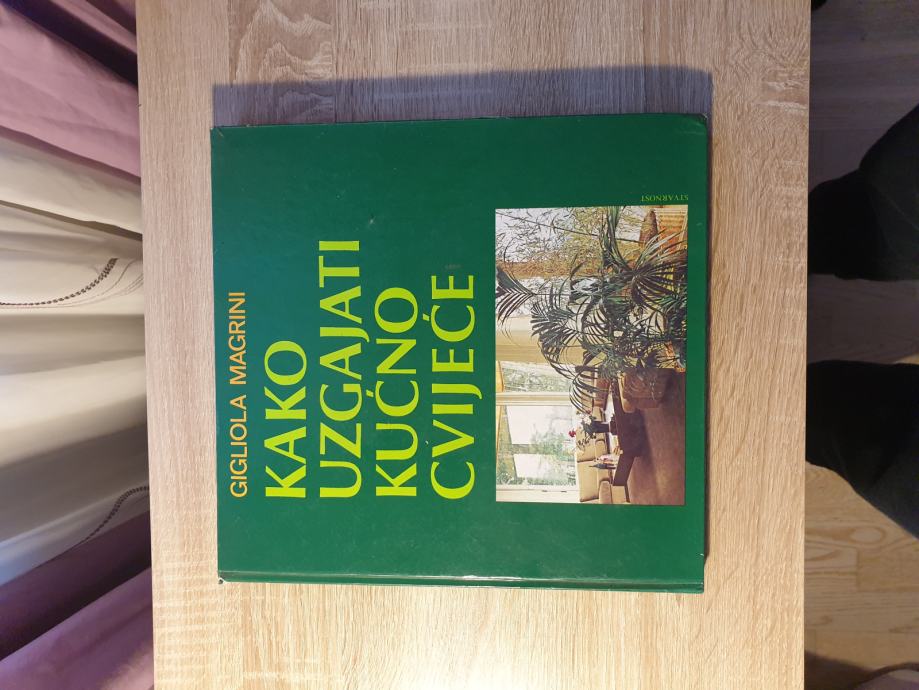 GIGLIOLA MAGRINI
KAKO
UZGAJATI
KUĆNO
CVIJEĆE
STVARNOST